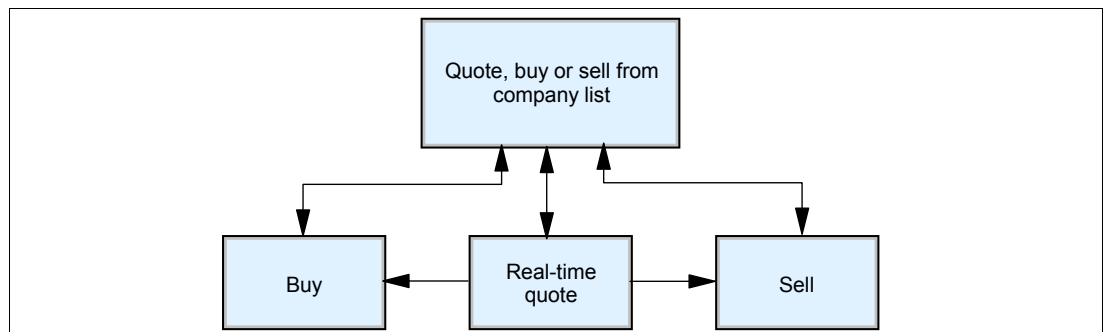 Quote, buy or sell from
company list
Buy
Real-time
quote
Sell